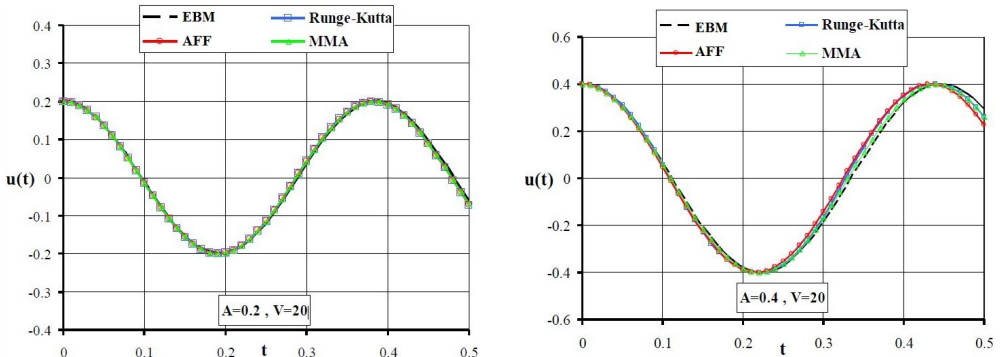 EBM Runge-Kutta
AFF MMA
0.4
0.3
0.2
0.1
0
-0.1
-0.2
-0.3
-0.4
u(t)
A=0.2 , V=20
0 0.1 0.2 0.3 0.4 0.5
t
EBM Runge-Kutta
AFF MMA
0.6
0.4
0.2
0
-0.2
-0.4
-0.6
u(t)
A=0.4 , V=20
0 0.1 0.2 0.3 0.4 0.5
t